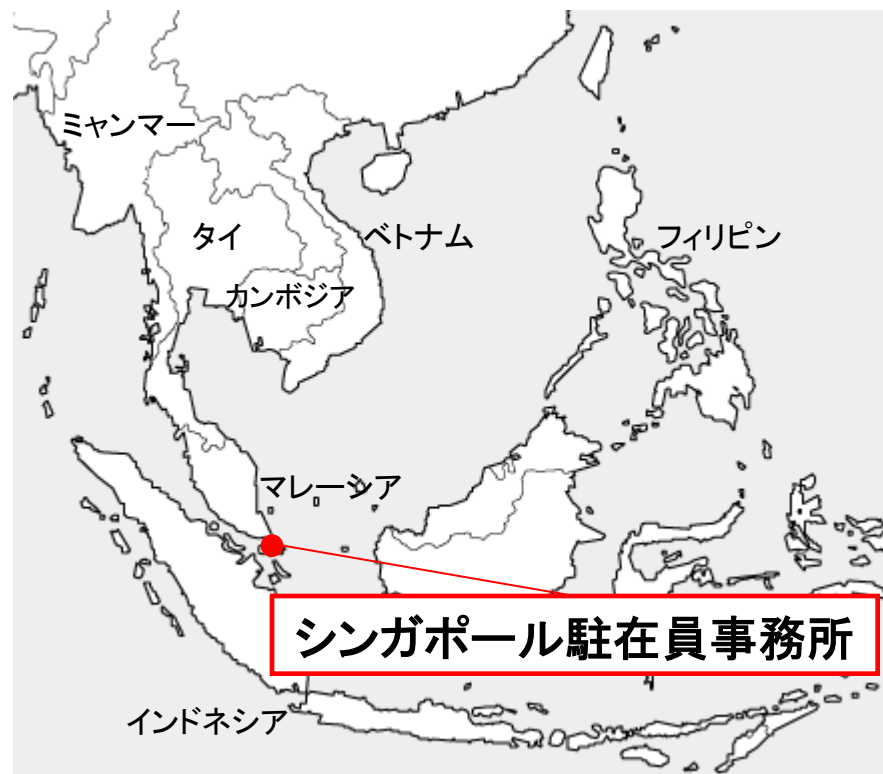 ミャンマー
タイ
ベトナム
フィリピン
カンボジア
マレーシア
シンガポール駐在員事務所
インドネシア